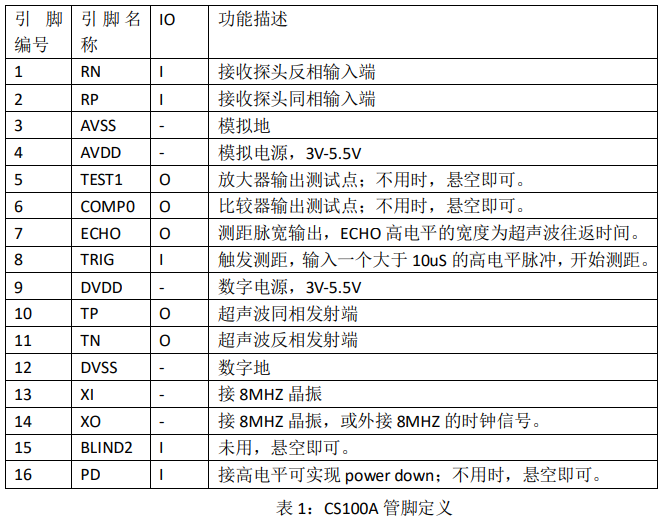 引脚编号 引脚名称 IO 功能描述
1 RN I 接收探头反相输入端
2 RP I 接收探头同相输入端
3 AVSS - 模拟地
4 AVDD - 模拟电源，3V-5.5V
5 TEST1 O 放大器输出测试点；不用时，悬空即可。
6 COMP0 O 比较器输出测试点；不用时，悬空即可。
7 ECHO O 测距脉宽输出，ECHO 高电平的宽度为超声波往返时间。
8 TRIG I 触发测距，输入一个大于 10uS 的高电平脉冲，开始测距。
9 DVDD - 数字电源，3V-5.5V
10 TP O 超声波同相发射端
11 TN O 超声波反相发射端
12 DVSS - 数字地
13 XI - 接 8MHZ 晶振
14 XO - 接 8MHZ 晶振，或外接 8MHZ 的时钟信号。
15 BLIND2 I 未用，悬空即可。
16 PD I 接高电平可实现 power down；不用时，悬空即可。
表 1：CS100A 管脚定义